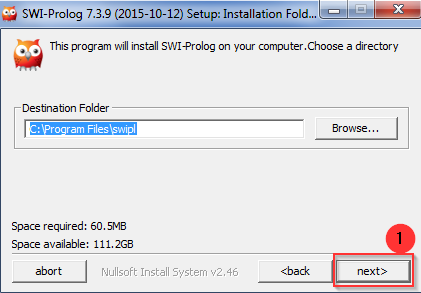 SWI-Prolog 7.3.9 (2015-10-12) Setup: Installation Fold...
This program will install SWI-Prolog on your computer.Choose a directory
Destination Folder
C:\Program Files\swipl
Browse...
Space required: 60.5MB
Space available: 111.2GB
1
abort
Nullsoft Install System v2.46
<back
next>